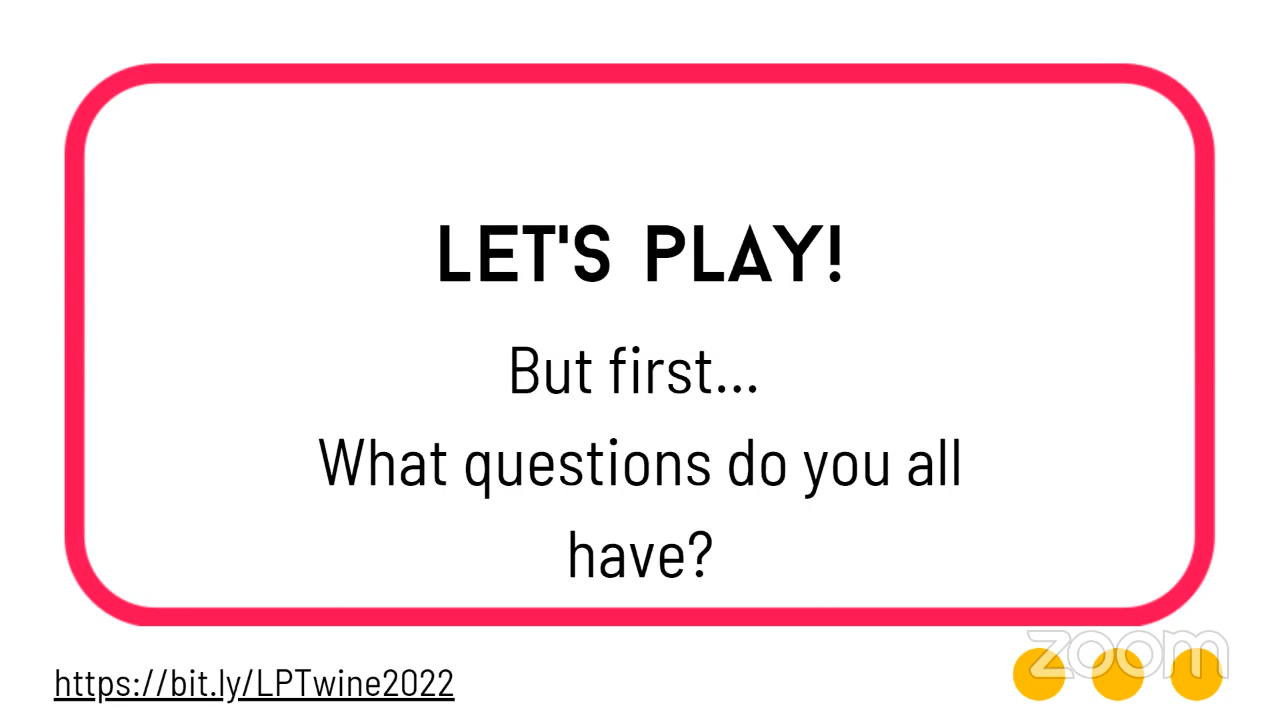 LET'S PLAY!
But first...
What questions do you all
have?
https://bit.ly/LPTwine2022
zoom